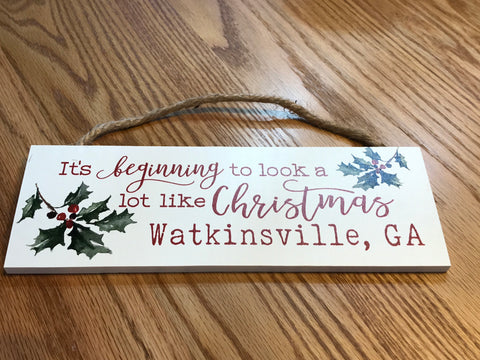 It's beginning to look a
lot like Christmas
Watkinsville, GA